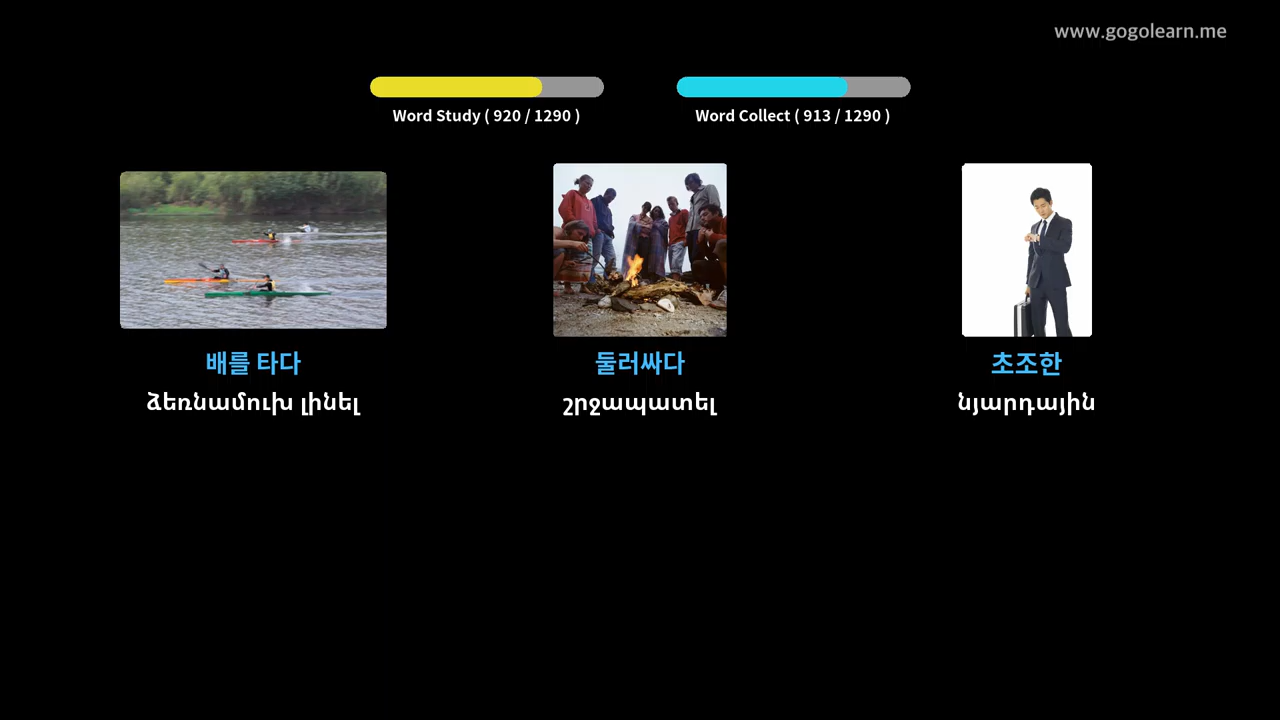 www.gogolearn.me
Word Study ( 920 / 1290 )
Word Collect ( 913 / 1290 )
배를 타다
둘러싸다
초조한
ձեռնամուխ լինել
շրջապատել
նյարդային